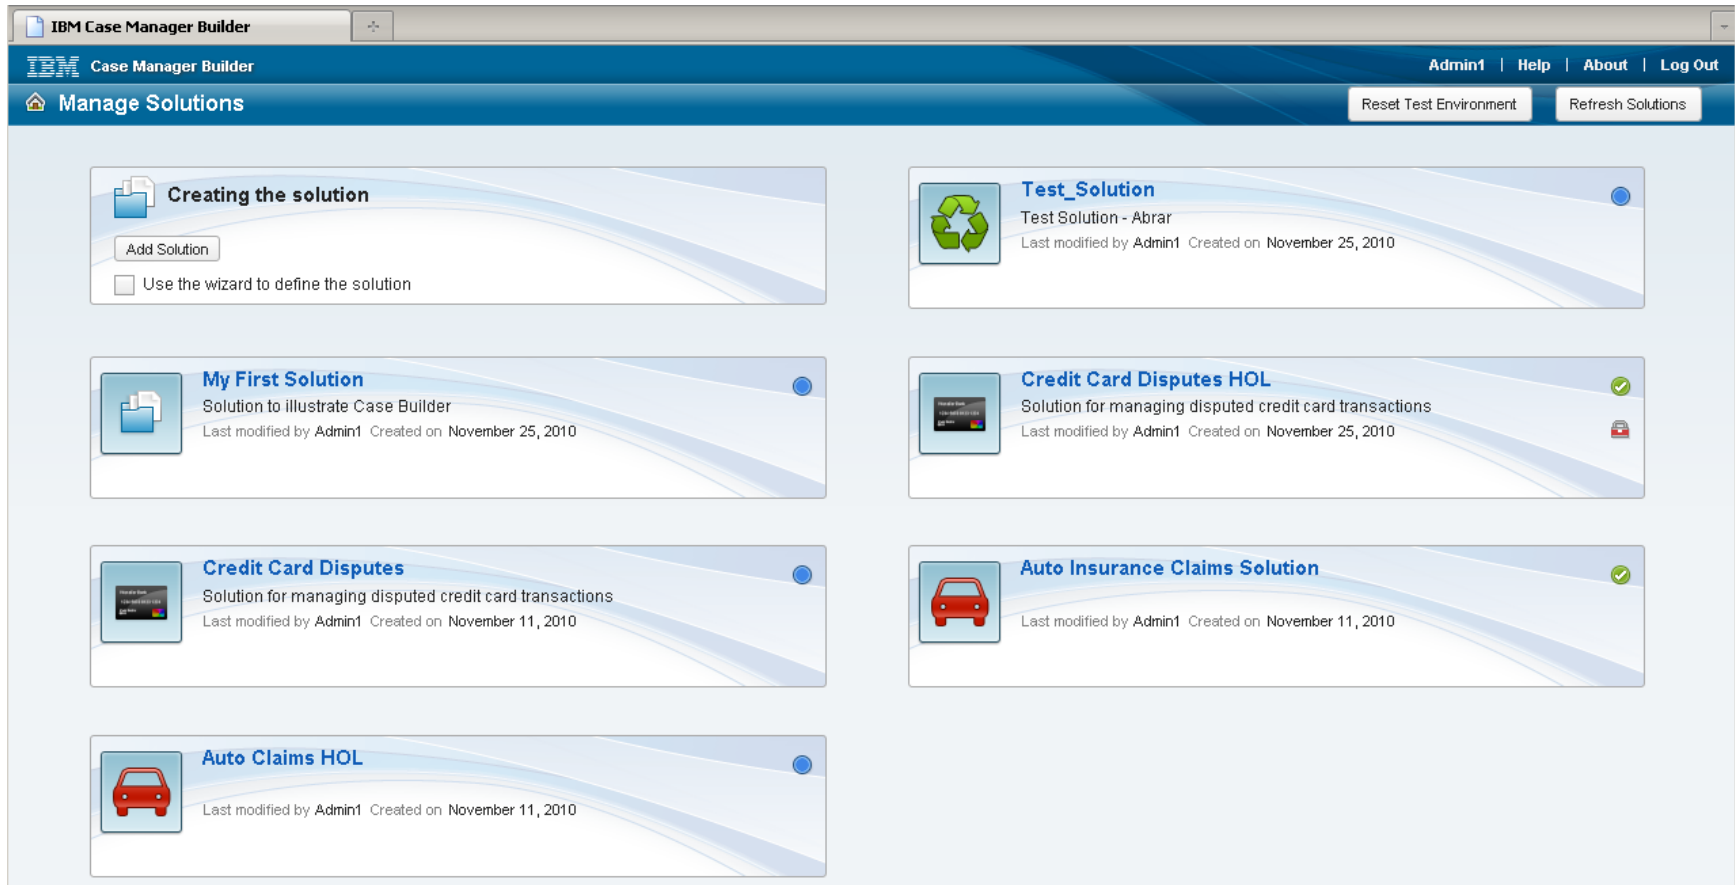 IBM Case Manager Builder
IBM Case Manager Builder
Admin1 | Help | About | Log Out
Manage Solutions
Reset Test Environment
Refresh Solutions
Creating the solution
Add Solution
Use the wizard to define the solution
Test_Solution
Test Solution - Abrar
Last modified by Admin1 Created on November 25, 2010
My First Solution
Solution to illustrate Case Builder
Last modified by Admin1 Created on November 25, 2010
Credit Card Disputes HOL
Solution for managing disputed credit card transactions
Last modified by Admin1 Created on November 25, 2010
Credit Card Disputes
Solution for managing disputed credit card transactions
Last modified by Admin1 Created on November 11, 2010
Auto Insurance Claims Solution
Last modified by Admin1 Created on November 11, 2010
Auto Claims HOL
Last modified by Admin1 Created on November 11, 2010